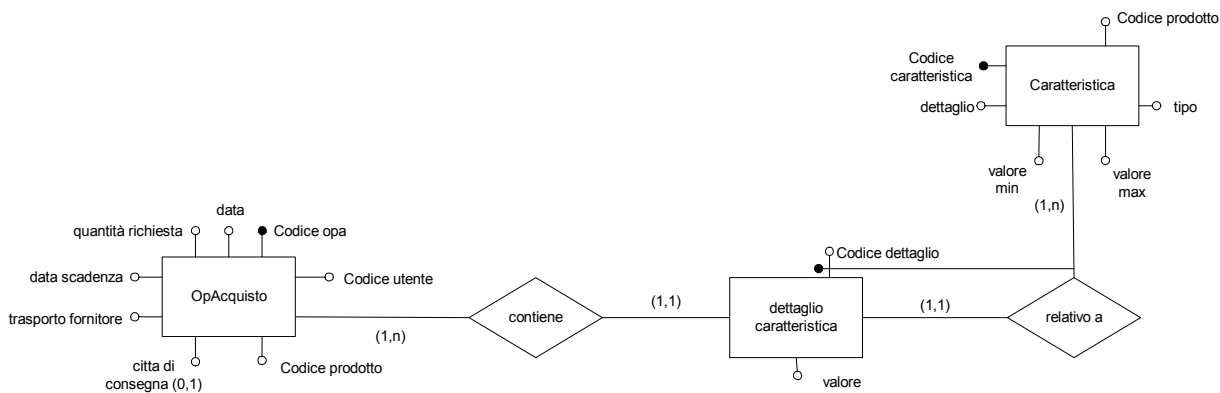 Codice prodotto
Codice
caratteristica
Caratteristica
dettaglio
tipo
valore
min
valore
max
(1,n)
data
quantità richiesta
Codice opa
data scadenza
Codice utente
OpAcquisto
trasporto fornitore
(1,n)
citta di
consegna (0,1)
Codice prodotto
contiene
(1,1)
Codice dettaglio
dettaglio
caratteristica
(1,1)
relativo a
valore